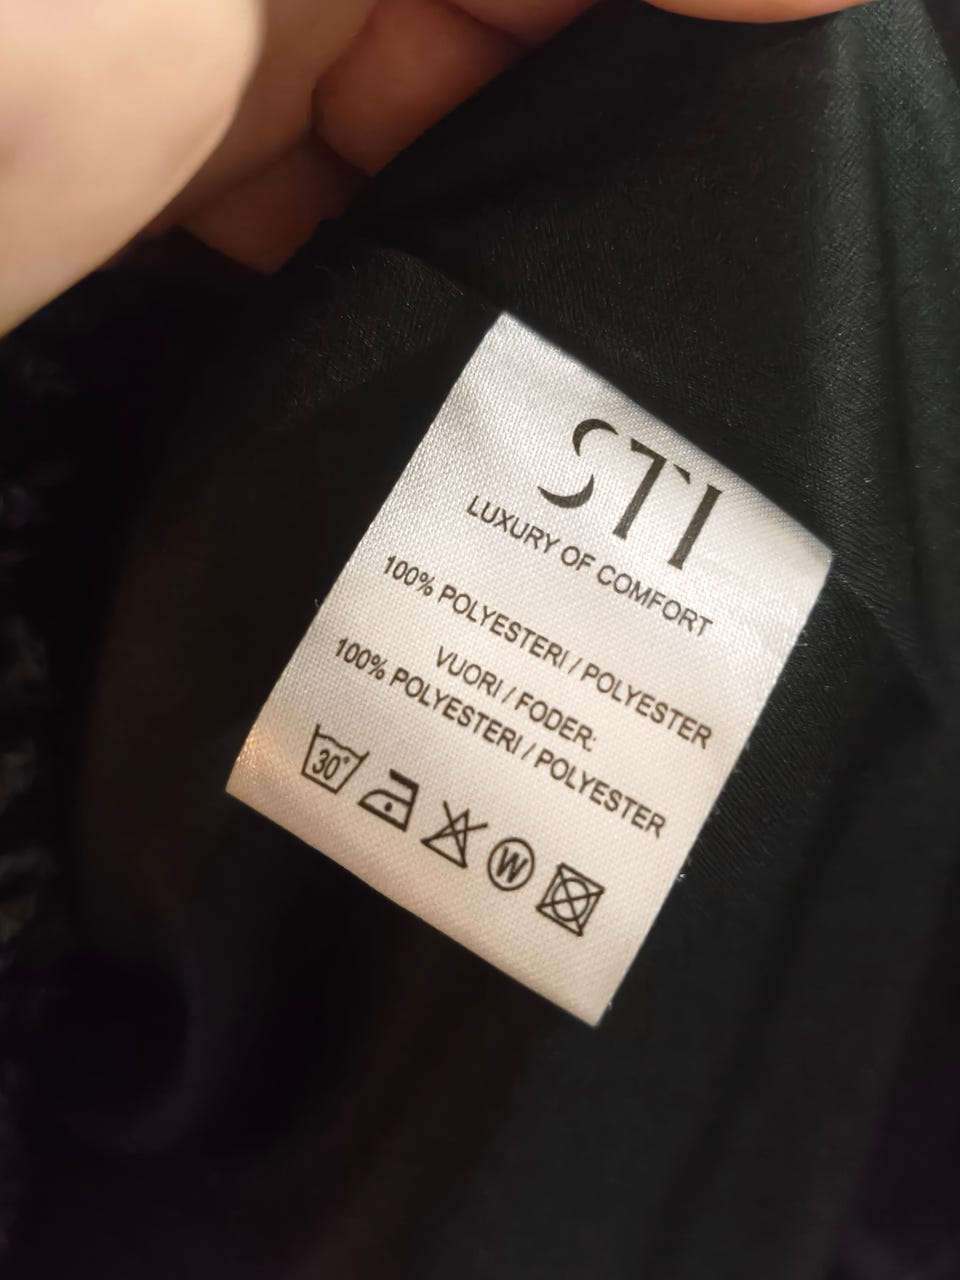 STI
LUXURY OF COMFORT
100% POLYESTERI / POLYESTER
VUORI / FODER:
100% POLYESTERI / POLYESTER
30°
W